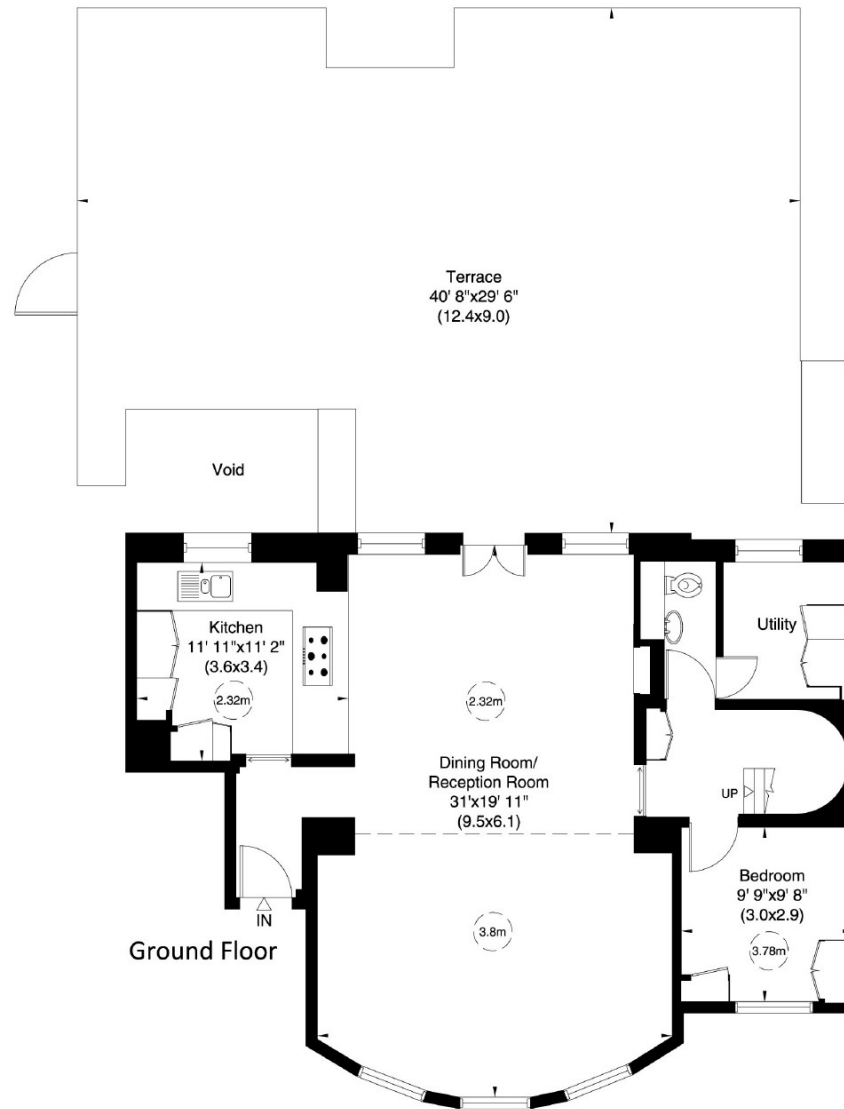 Terrace
40' 8"x29' 6"
(12.4x9.0)
Void
Kitchen
11' 11"x11' 2"
(3.6x3.4)
2.32m
2.32m
Utility
Dining Room/
Reception Room
31'x19' 11"
(9.5x6.1)
UP
Bedroom
9' 9"x9' 8"
(3.0x2.9)
3.78m
IN
3.8m
Ground Floor